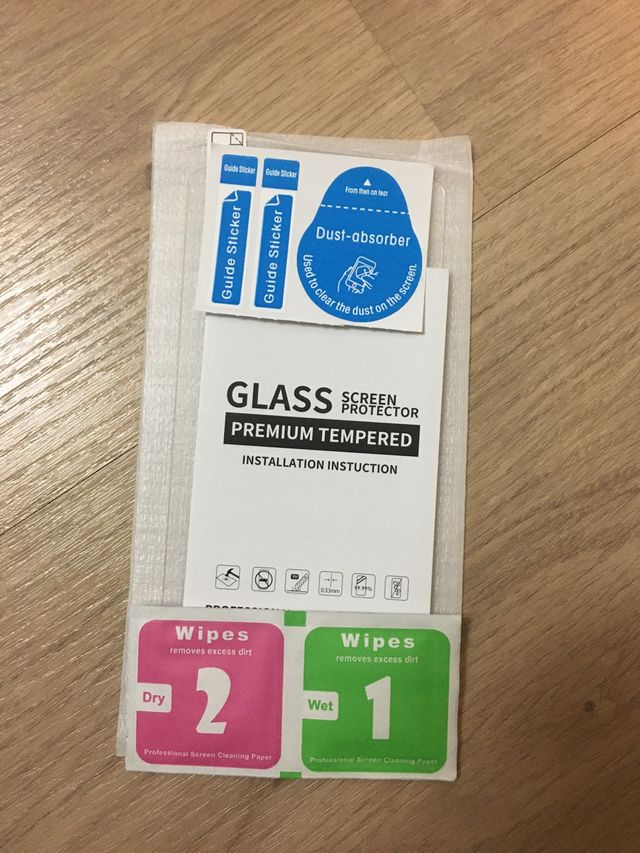 Guide Sticker
Guide Sticker
Guide Sticker
Guide Sticker
From then on tear
Dust-absorber
Used to clear the dust on the screen.
GLASS SCREEN PROTECTOR
PREMIUM TEMPERED
INSTALLATION INSTUCTION
0.33mm
99.99%
Wipes
removes excess dirt
Dry
2
Professional Screen Cleaning Paper
Wipes
removes excess dirt
Wet
1
Professional Screen Cleaning Paper